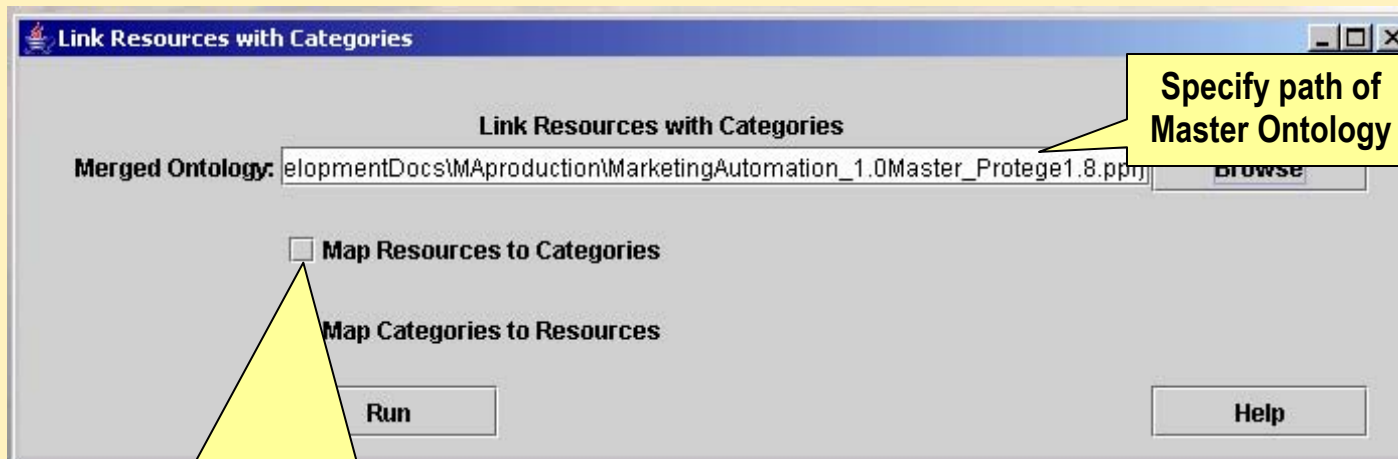 Link Resources with Categories
Specify path of
Master Ontology
Link Resources with Categories
Merged Ontology: elopmentDocs\MAproduction\MarketingAutomation_1.0Master_Protege1.8.pprj
Browse
Map Resources to Categories
Map Categories to Resources
Run Help